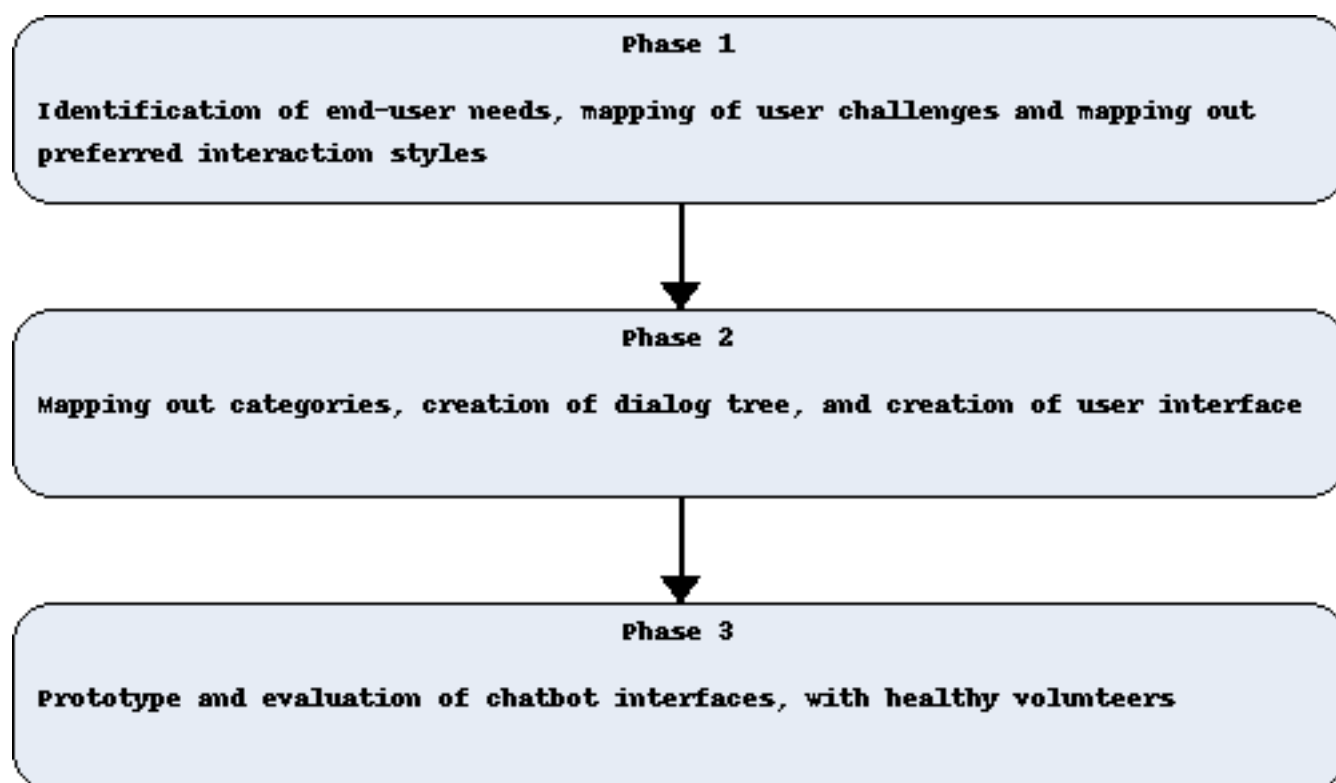 Phase 1
Identification of end-user needs, mapping of user challenges and mapping out
preferred interaction styles
Phase 2
Mapping out categories, creation of dialog tree, and creation of user interface
Phase 3
Prototype and evaluation of chatbot interfaces, with healthy volunteers